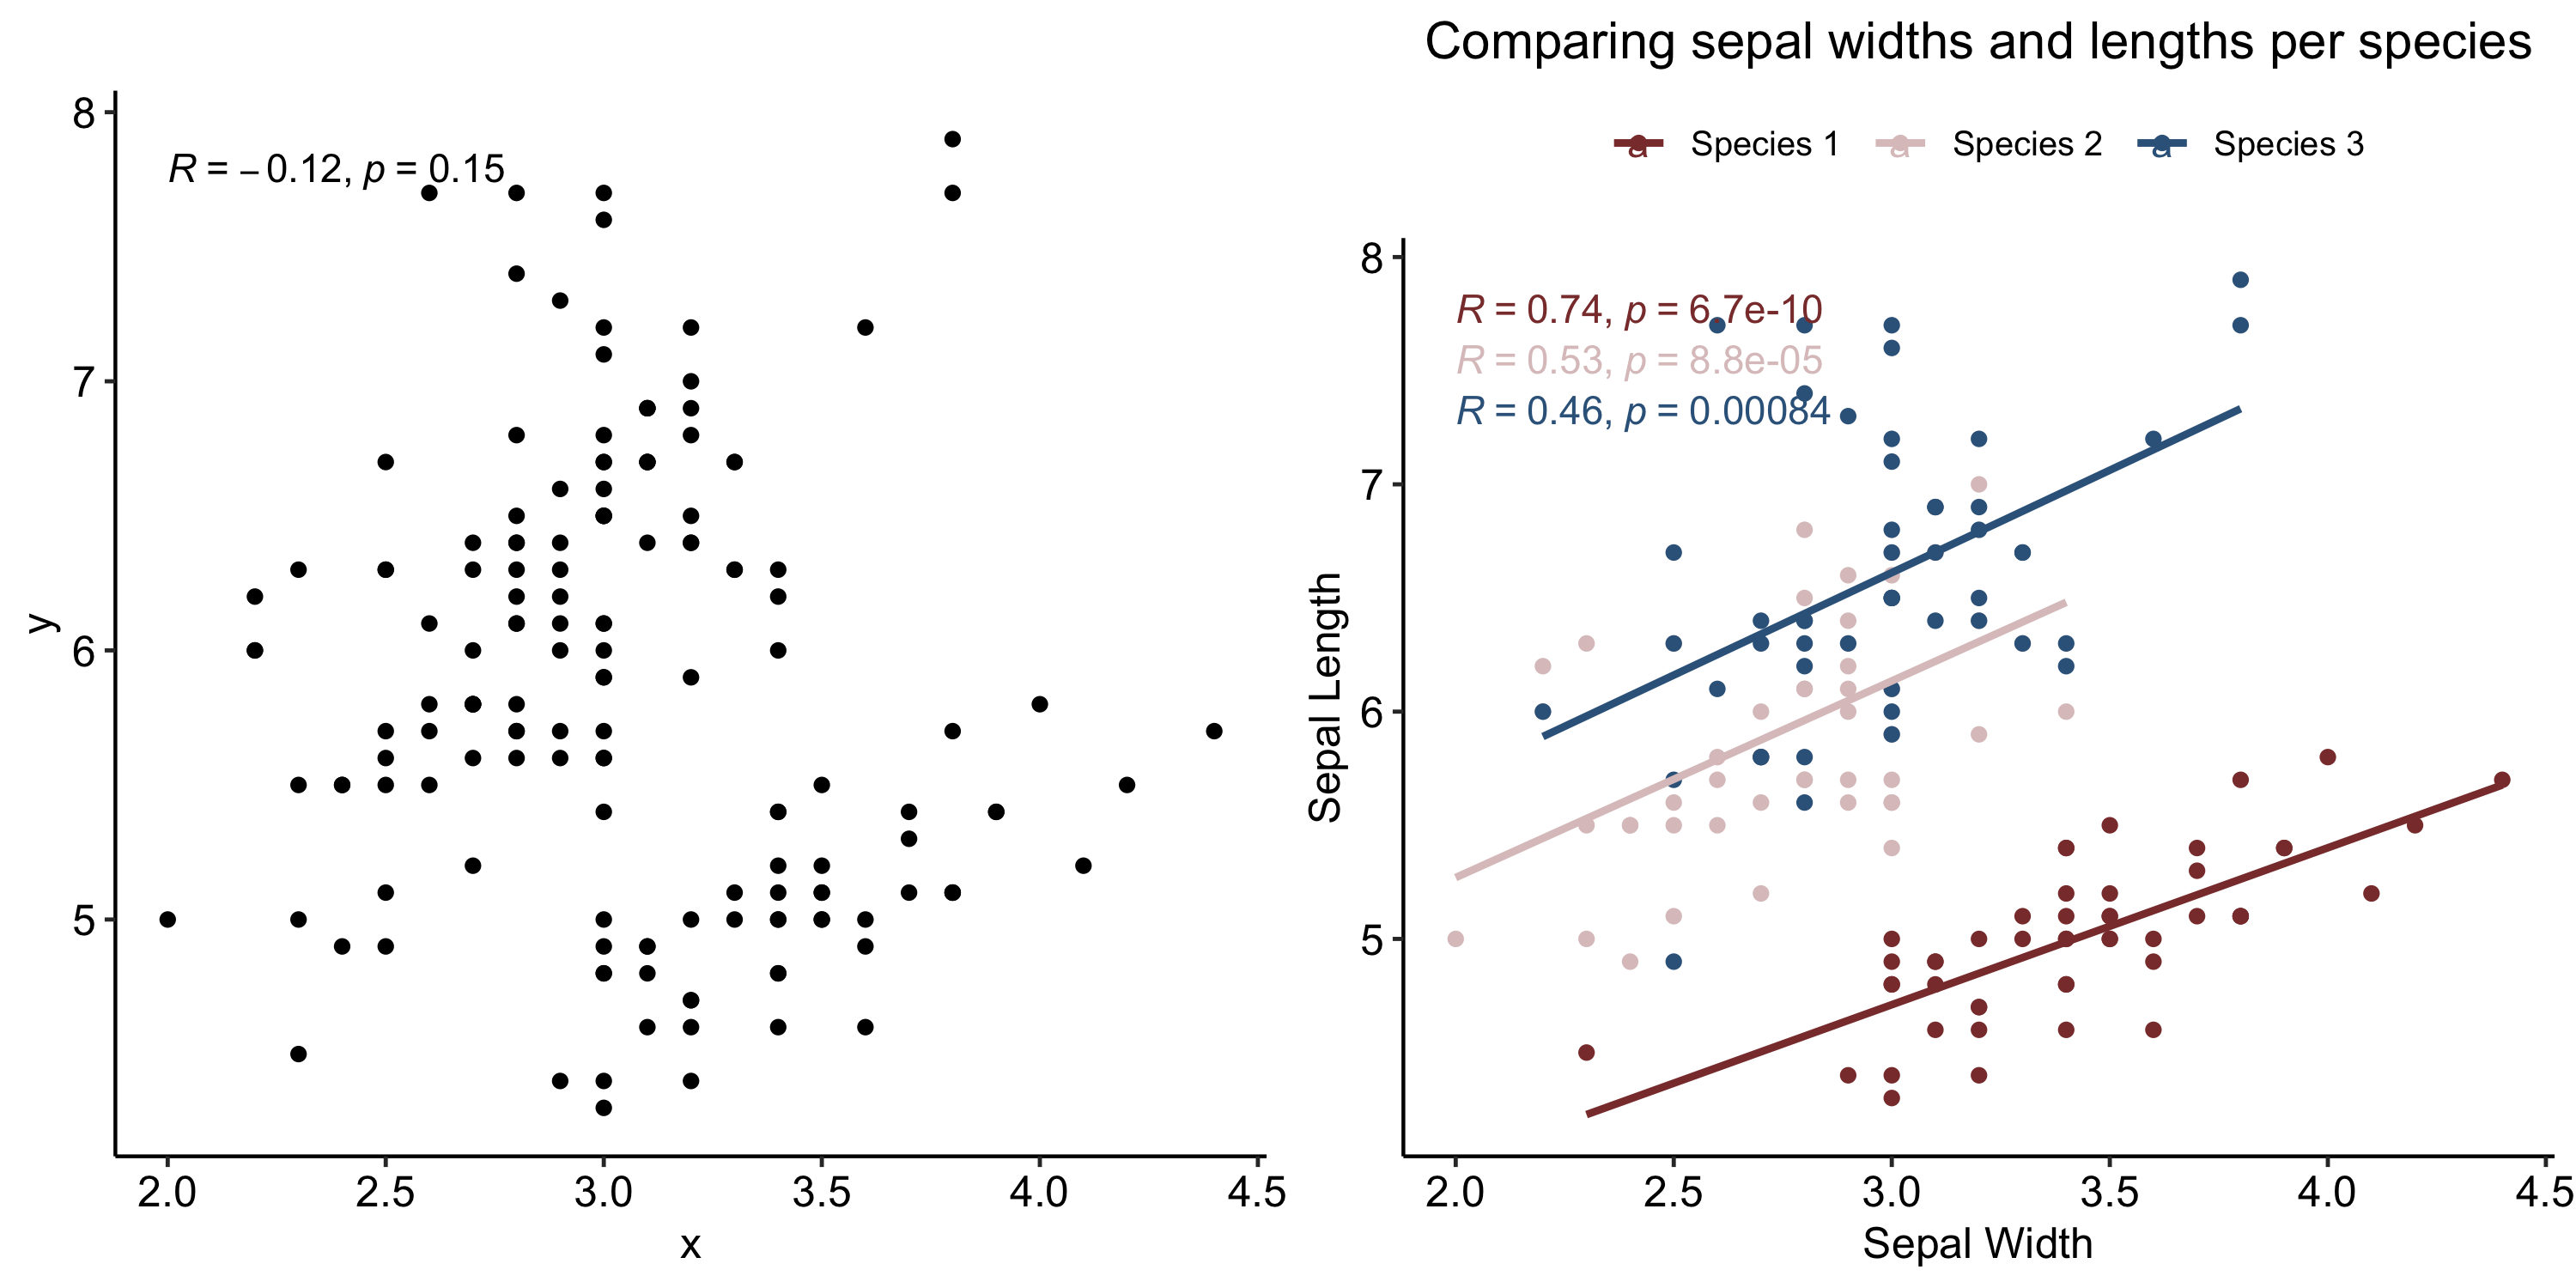 8
7
6
5
y
R = – 0.12, p = 0.15
2.0 2.5 3.0 3.5 4.0 4.5
x
Comparing sepal widths and lengths per species
a Species 1 a Species 2 a Species 3
8
7
6
5
Sepal Length
R = 0.74, p = 6.7e-10
R = 0.53, p = 8.8e-05
R = 0.46, p = 0.00084
2.0 2.5 3.0 3.5 4.0 4.5
Sepal Width